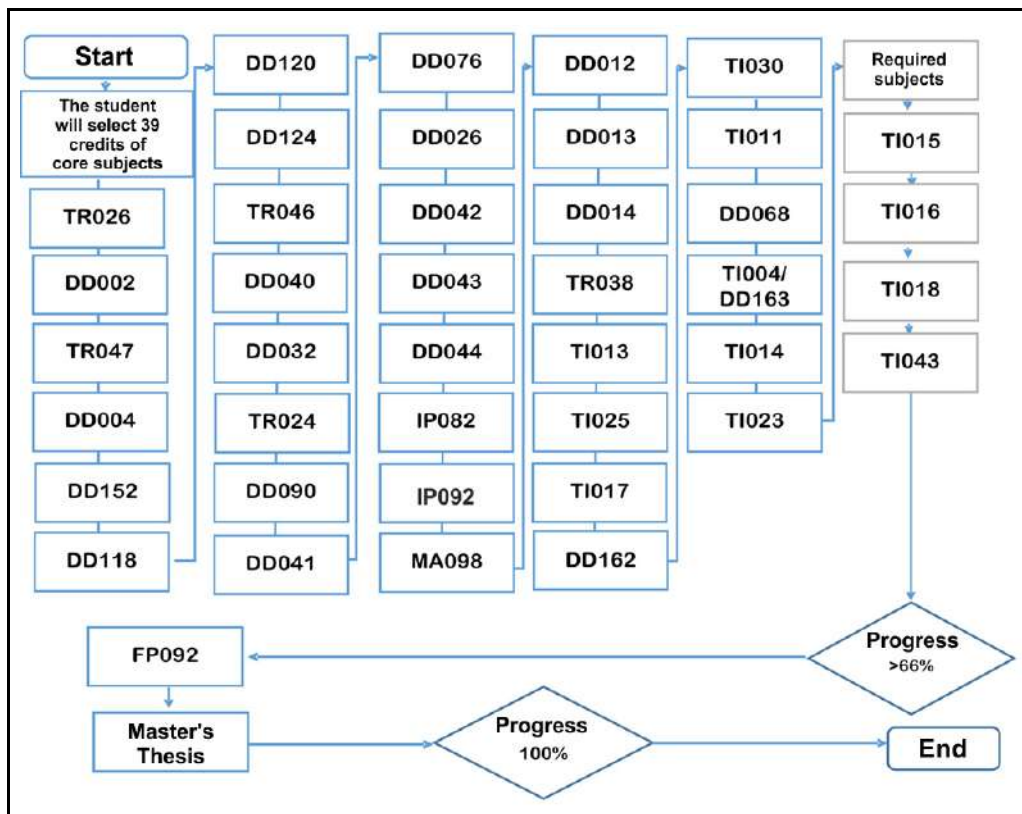 Start
The student
will select 39
credits of
core subjects
TR026
DD002
TR047
DD004
DD152
DD118
DD120
DD124
TR046
DD040
DD032
TR024
DD090
DD041
DD076
DD026
DD042
DD043
DD044
IP082
IP092
MA098
DD012
DD013
DD014
TR038
TI013
TI025
TI017
DD162
TI030
TI011
DD068
TI004/
DD163
TI014
TI023
Required
subjects
TI015
TI016
TI018
TI043
Progress
>66%
FP092
Master's
Thesis
Progress
100%
End